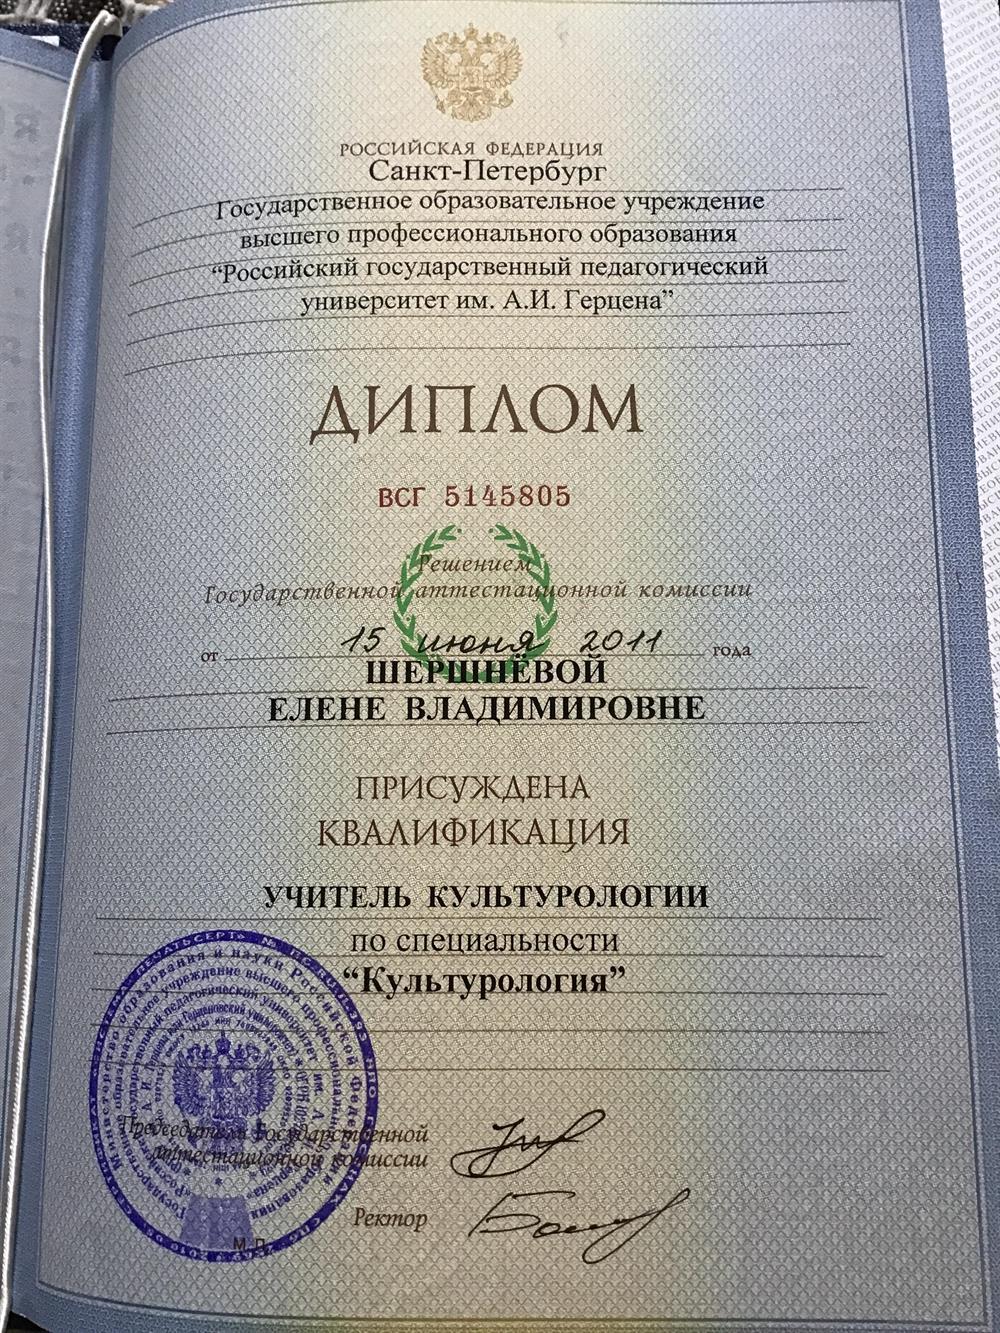 РОССИЙСКАЯ ФЕДЕРАЦИЯ
Санкт-Петербург
Государственное образовательное учреждение
высшего профессионального образования
“Российский государственный педагогический
университет им. А.И. Герцена”
ДИПЛОМ
ВСГ 5145805
Решением
Государственной аттестационной комиссии
от 15 июня 2011 года
ШЕРШНЁВОЙ
ЕЛЕНЕ ВЛАДИМИРОВНЕ
ПРИСУЖДЕНА
КВАЛИФИКАЦИЯ
УЧИТЕЛЬ КУЛЬТУРОЛОГИИ
по специальности
“Культурология”
Председатель Государственной
аттестационной комиссии
Ректор
М.П.